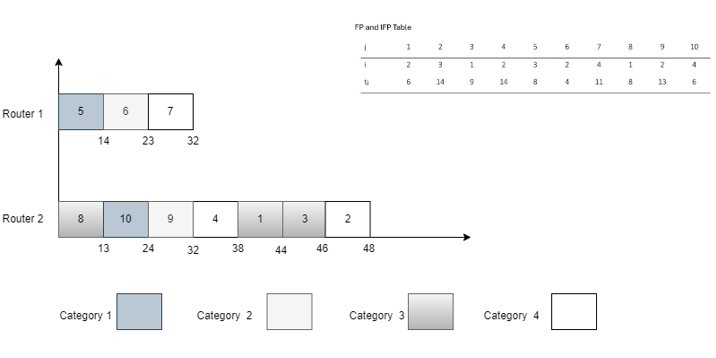 FP and IFP Table
j 1 2 3 4 5 6 7 8 9 10
i 2 3 1 2 3 2 4 1 2 4
tj 6 14 9 14 8 4 11 8 13 6
Router 1 5 6 7
14 23 32
Router 2 8 10 9 4 1 3 2
13 24 32 38 44 46 48
Category 1 Category 2 Category 3 Category 4